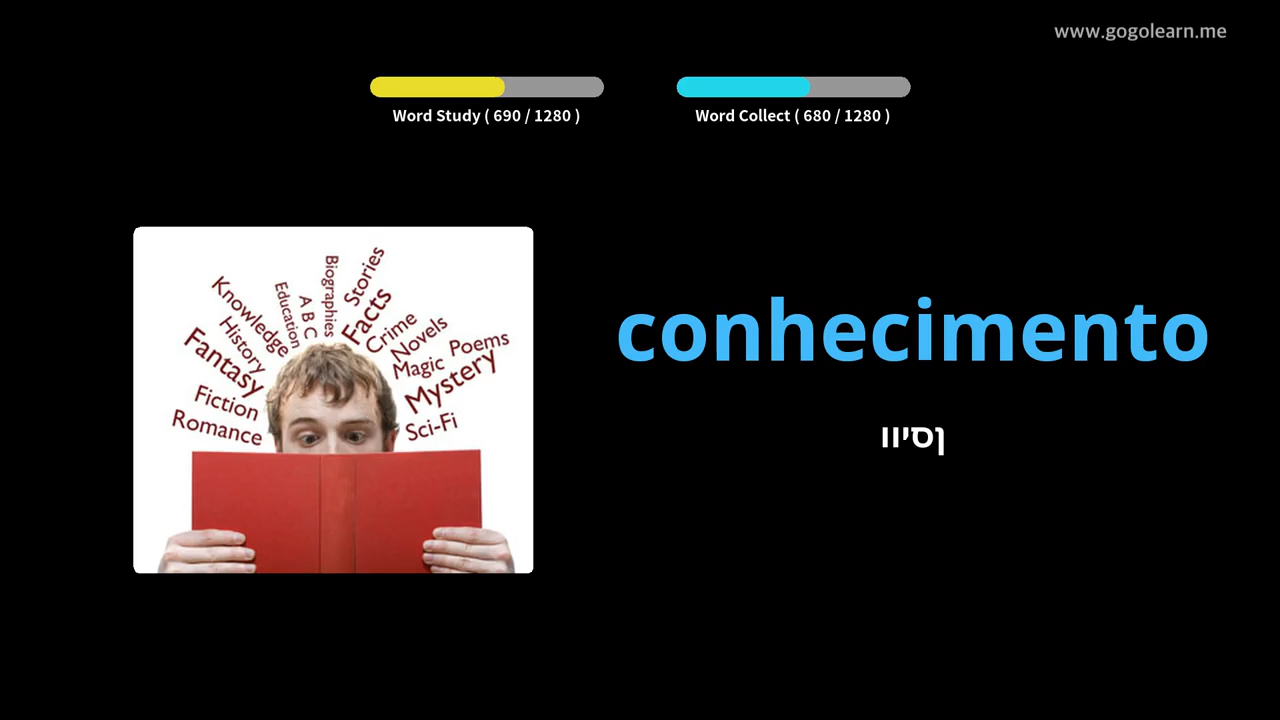 www.gogolearn.me
Word Study ( 690 / 1280 )
Word Collect ( 680 / 1280 )
Stories
Biographies
Facts
Education
A B C
Knowledge
Crime
History
Novels
Poems
Fantasy
Magic
Mystery
Fiction
Romance
Sci-Fi
conhecimento
וויסן